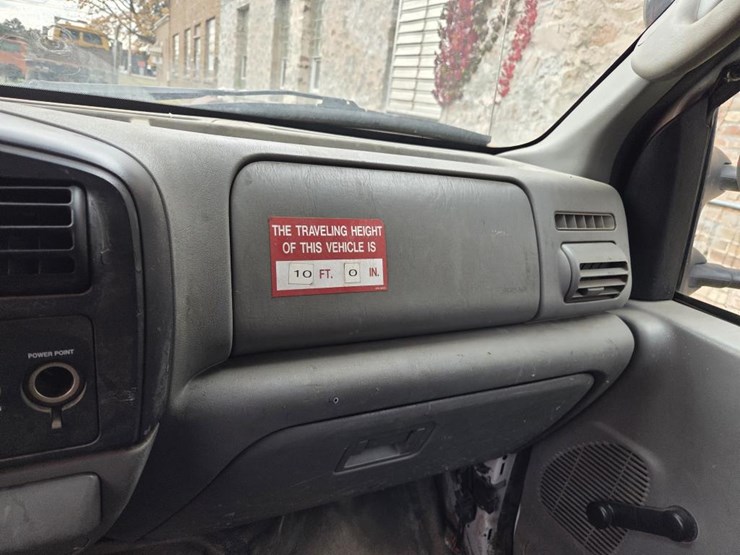 THE TRAVELING HEIGHT
OF THIS VEHICLE IS
10 FT. 0 IN.
POWER POINT